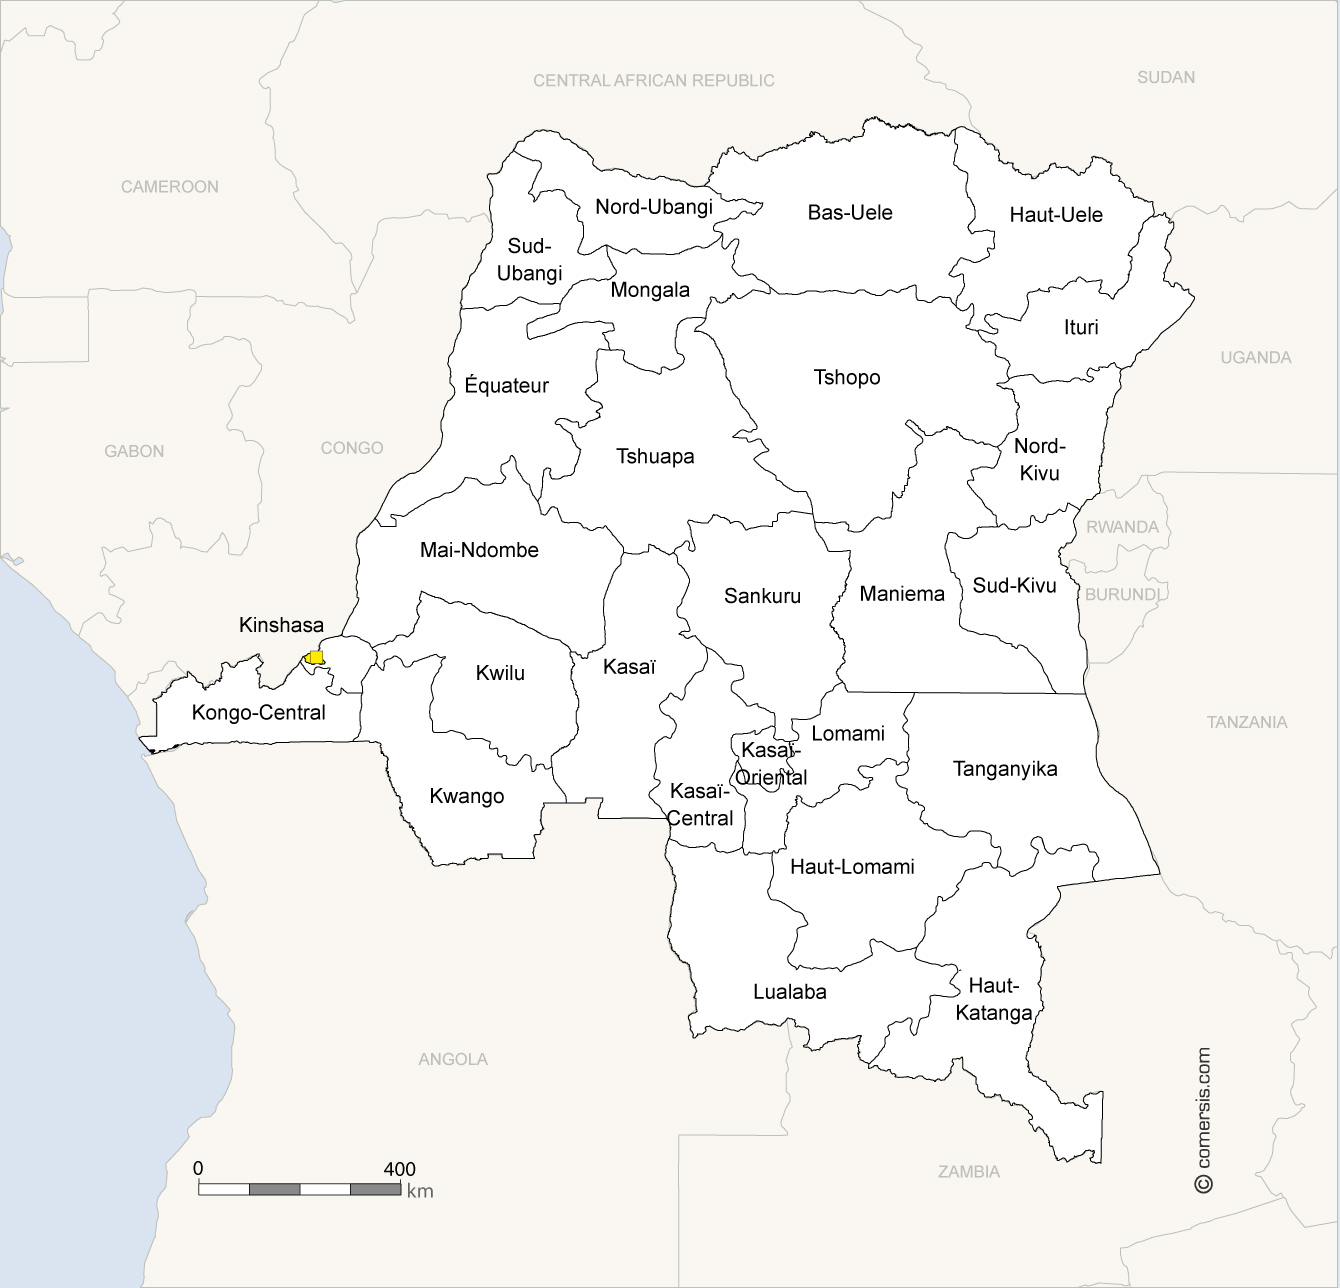 CENTRAL AFRICAN REPUBLIC
SUDAN
CAMEROON
Nord-Ubangi
Bas-Uele
Haut-Uele
Sud-
Ubangi
Mongala
Ituri
UGANDA
Équateur
Tshopo
GABON
CONGO
Tshuapa
Nord-
Kivu
RWANDA
Mai-Ndombe
Sankuru
Maniema
Sud-Kivu
BURUNDI
Kinshasa
Kwilu
Kasaï
Kongo-Central
Lomami
TANZANIA
Kasaï-
Oriental
Tanganyika
Kwango
Kasaï-
Central
Haut-Lomami
Lualaba
Haut-
Katanga
ANGOLA
ZAMBIA
0
400
km
© comersis.com